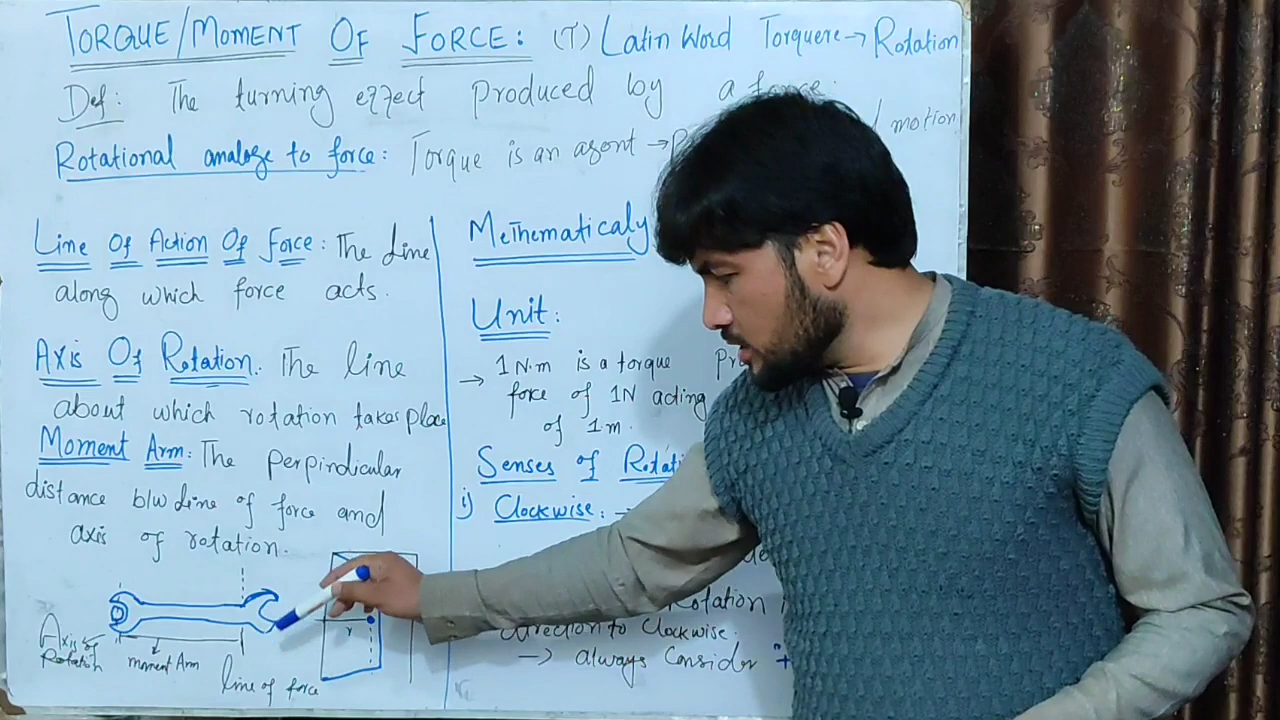 TORQUE/MOMENT OF FORCE: (T) Latin Word Torquere → Rotation
Def: The turning effect produced by a force.
Rotational analoge to force: Torque is an agent → motion
Line Of Action Of Force: The Line
along which force acts.
Axis Of Rotation. The line
about which rotation takes place
Moment Arm: The perpindicular
distance b/w Line of force and
axis of rotation.
Axis of
Rotation
moment Arm
line of force
r
Methematicaly
Unit:
→ 1 N.m is a torque
force of 1N acting
of 1m.
Senses of
i) Clockwise: →
Rotation
direction to Clockwise.
→ always Consider "+